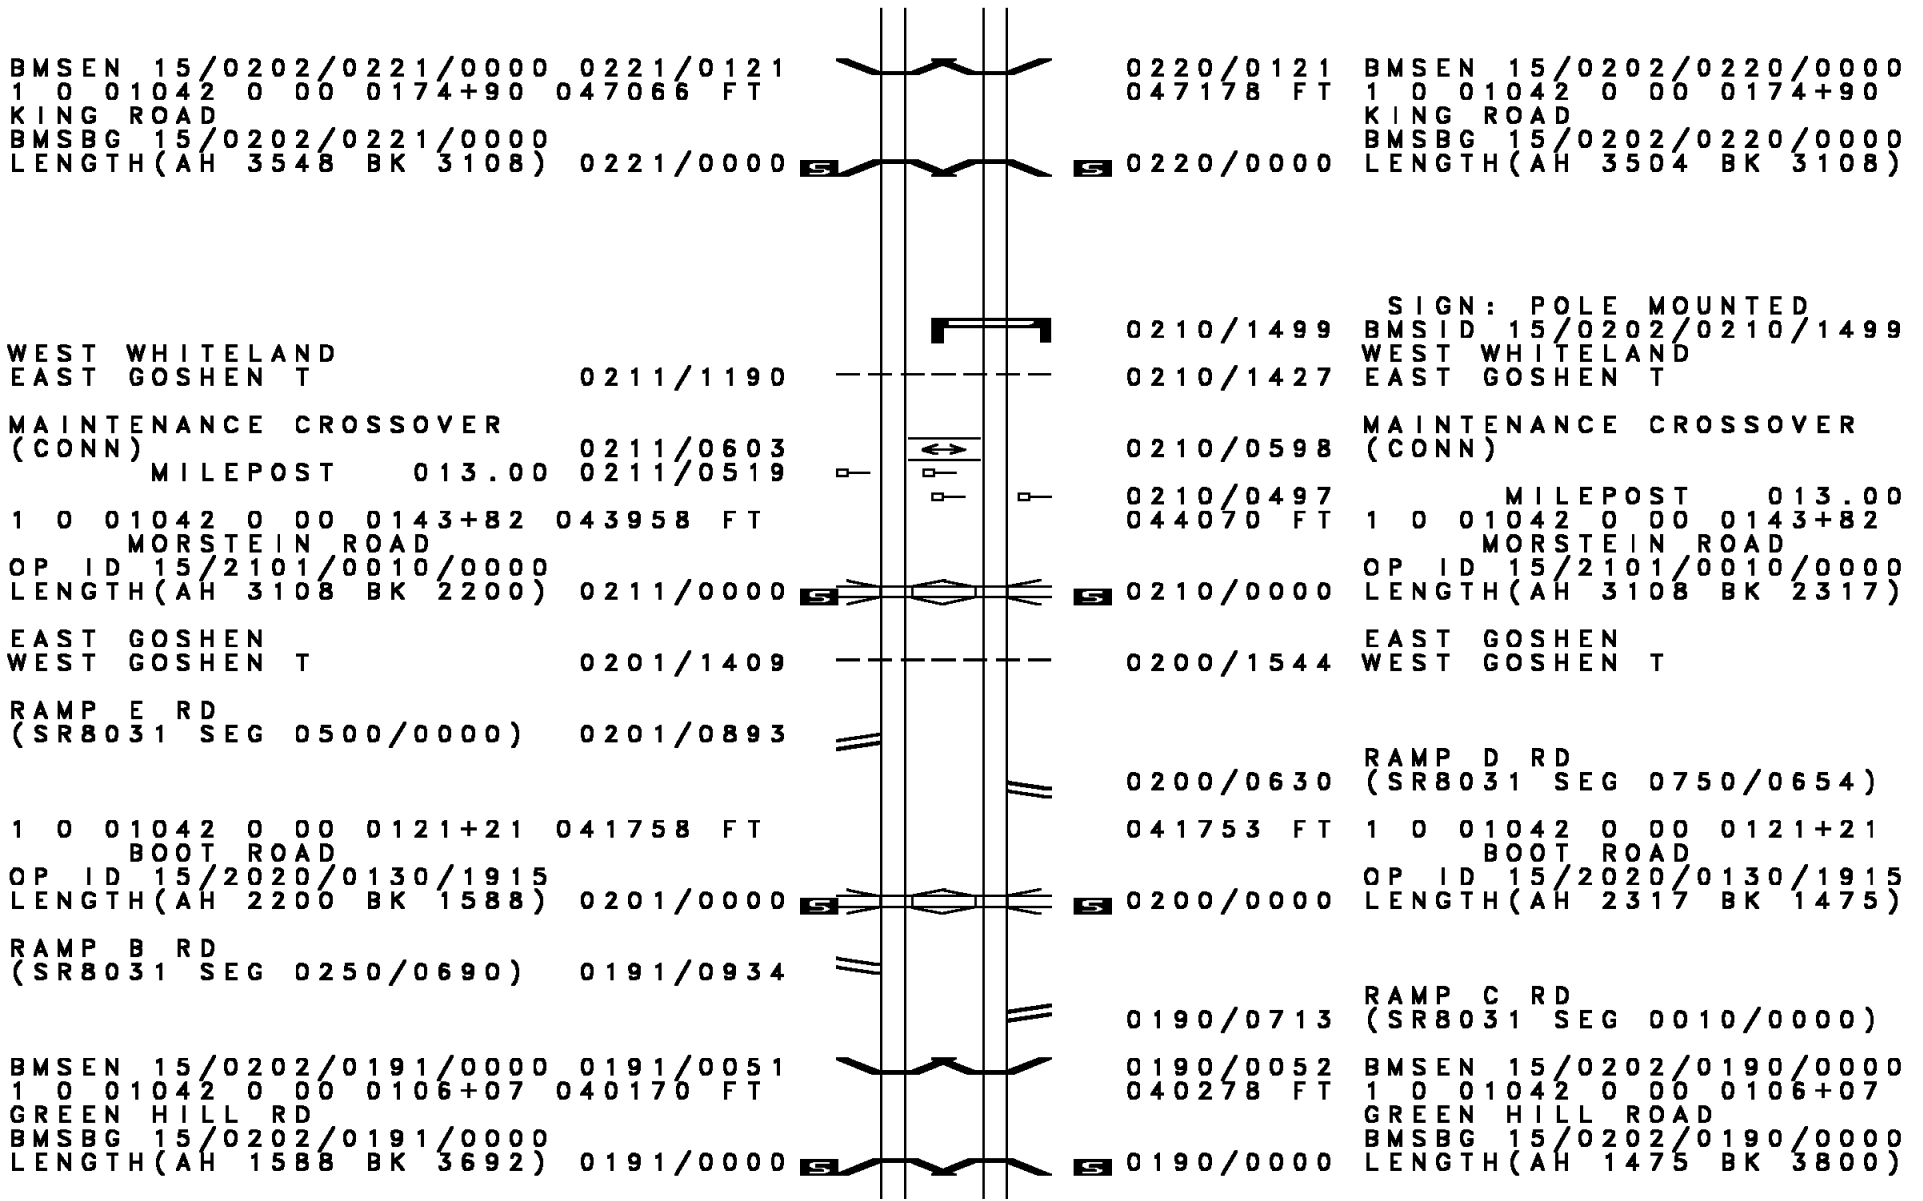 BMSEN 15/0202/0221/0000 0221/0121 0220/0121 BMSEN 15/0202/0220/0000
1 0 01042 0 00 0174+90 047066 FT 047178 FT 1 0 01042 0 00 0174+90
KING ROAD KING ROAD
BMSBG 15/0202/0221/0000 BMSBG 15/0202/0220/0000
LENGTH(AH 3548 BK 3108) 0221/0000 S S 0220/0000 LENGTH(AH 3504 BK 3108)
SIGN: POLE MOUNTED
0210/1499 BMSID 15/0202/0210/1499
WEST WHITELAND WEST WHITELAND
EAST GOSHEN T 0211/1190 0210/1427 EAST GOSHEN T
MAINTENANCE CROSSOVER MAINTENANCE CROSSOVER
(CONN) 0211/0603 0210/0598 (CONN)
MILEPOST 013.00 0211/0519
0210/0497 MILEPOST 013.00
1 0 01042 0 00 0143+82 043958 FT 044070 FT 1 0 01042 0 00 0143+82
MORSTEIN ROAD MORSTEIN ROAD
OP ID 15/2101/0010/0000 OP ID 15/2101/0010/0000
LENGTH(AH 3108 BK 2200) 0211/0000 S S 0210/0000 LENGTH(AH 3108 BK 2317)
EAST GOSHEN EAST GOSHEN
WEST GOSHEN T 0201/1409 0200/1544 WEST GOSHEN T
RAMP E RD
(SR8031 SEG 0500/0000) 0201/0893
RAMP D RD
0200/0630 (SR8031 SEG 0750/0654)
1 0 01042 0 00 0121+21 041758 FT 041753 FT 1 0 01042 0 00 0121+21
BOOT ROAD BOOT ROAD
OP ID 15/2020/0130/1915 OP ID 15/2020/0130/1915
LENGTH(AH 2200 BK 1588) 0201/0000 S S 0200/0000 LENGTH(AH 2317 BK 1475)
RAMP B RD
(SR8031 SEG 0250/0690) 0191/0934
RAMP C RD
0190/0713 (SR8031 SEG 0010/0000)
BMSEN 15/0202/0191/0000 0191/0051 0190/0052 BMSEN 15/0202/0190/0000
1 0 01042 0 00 0106+07 040170 FT 040278 FT 1 0 01042 0 00 0106+07
GREEN HILL RD GREEN HILL ROAD
BMSBG 15/0202/0191/0000 BMSBG 15/0202/0190/0000
LENGTH(AH 1588 BK 3692) 0191/0000 S S 0190/0000 LENGTH(AH 1475 BK 3800)